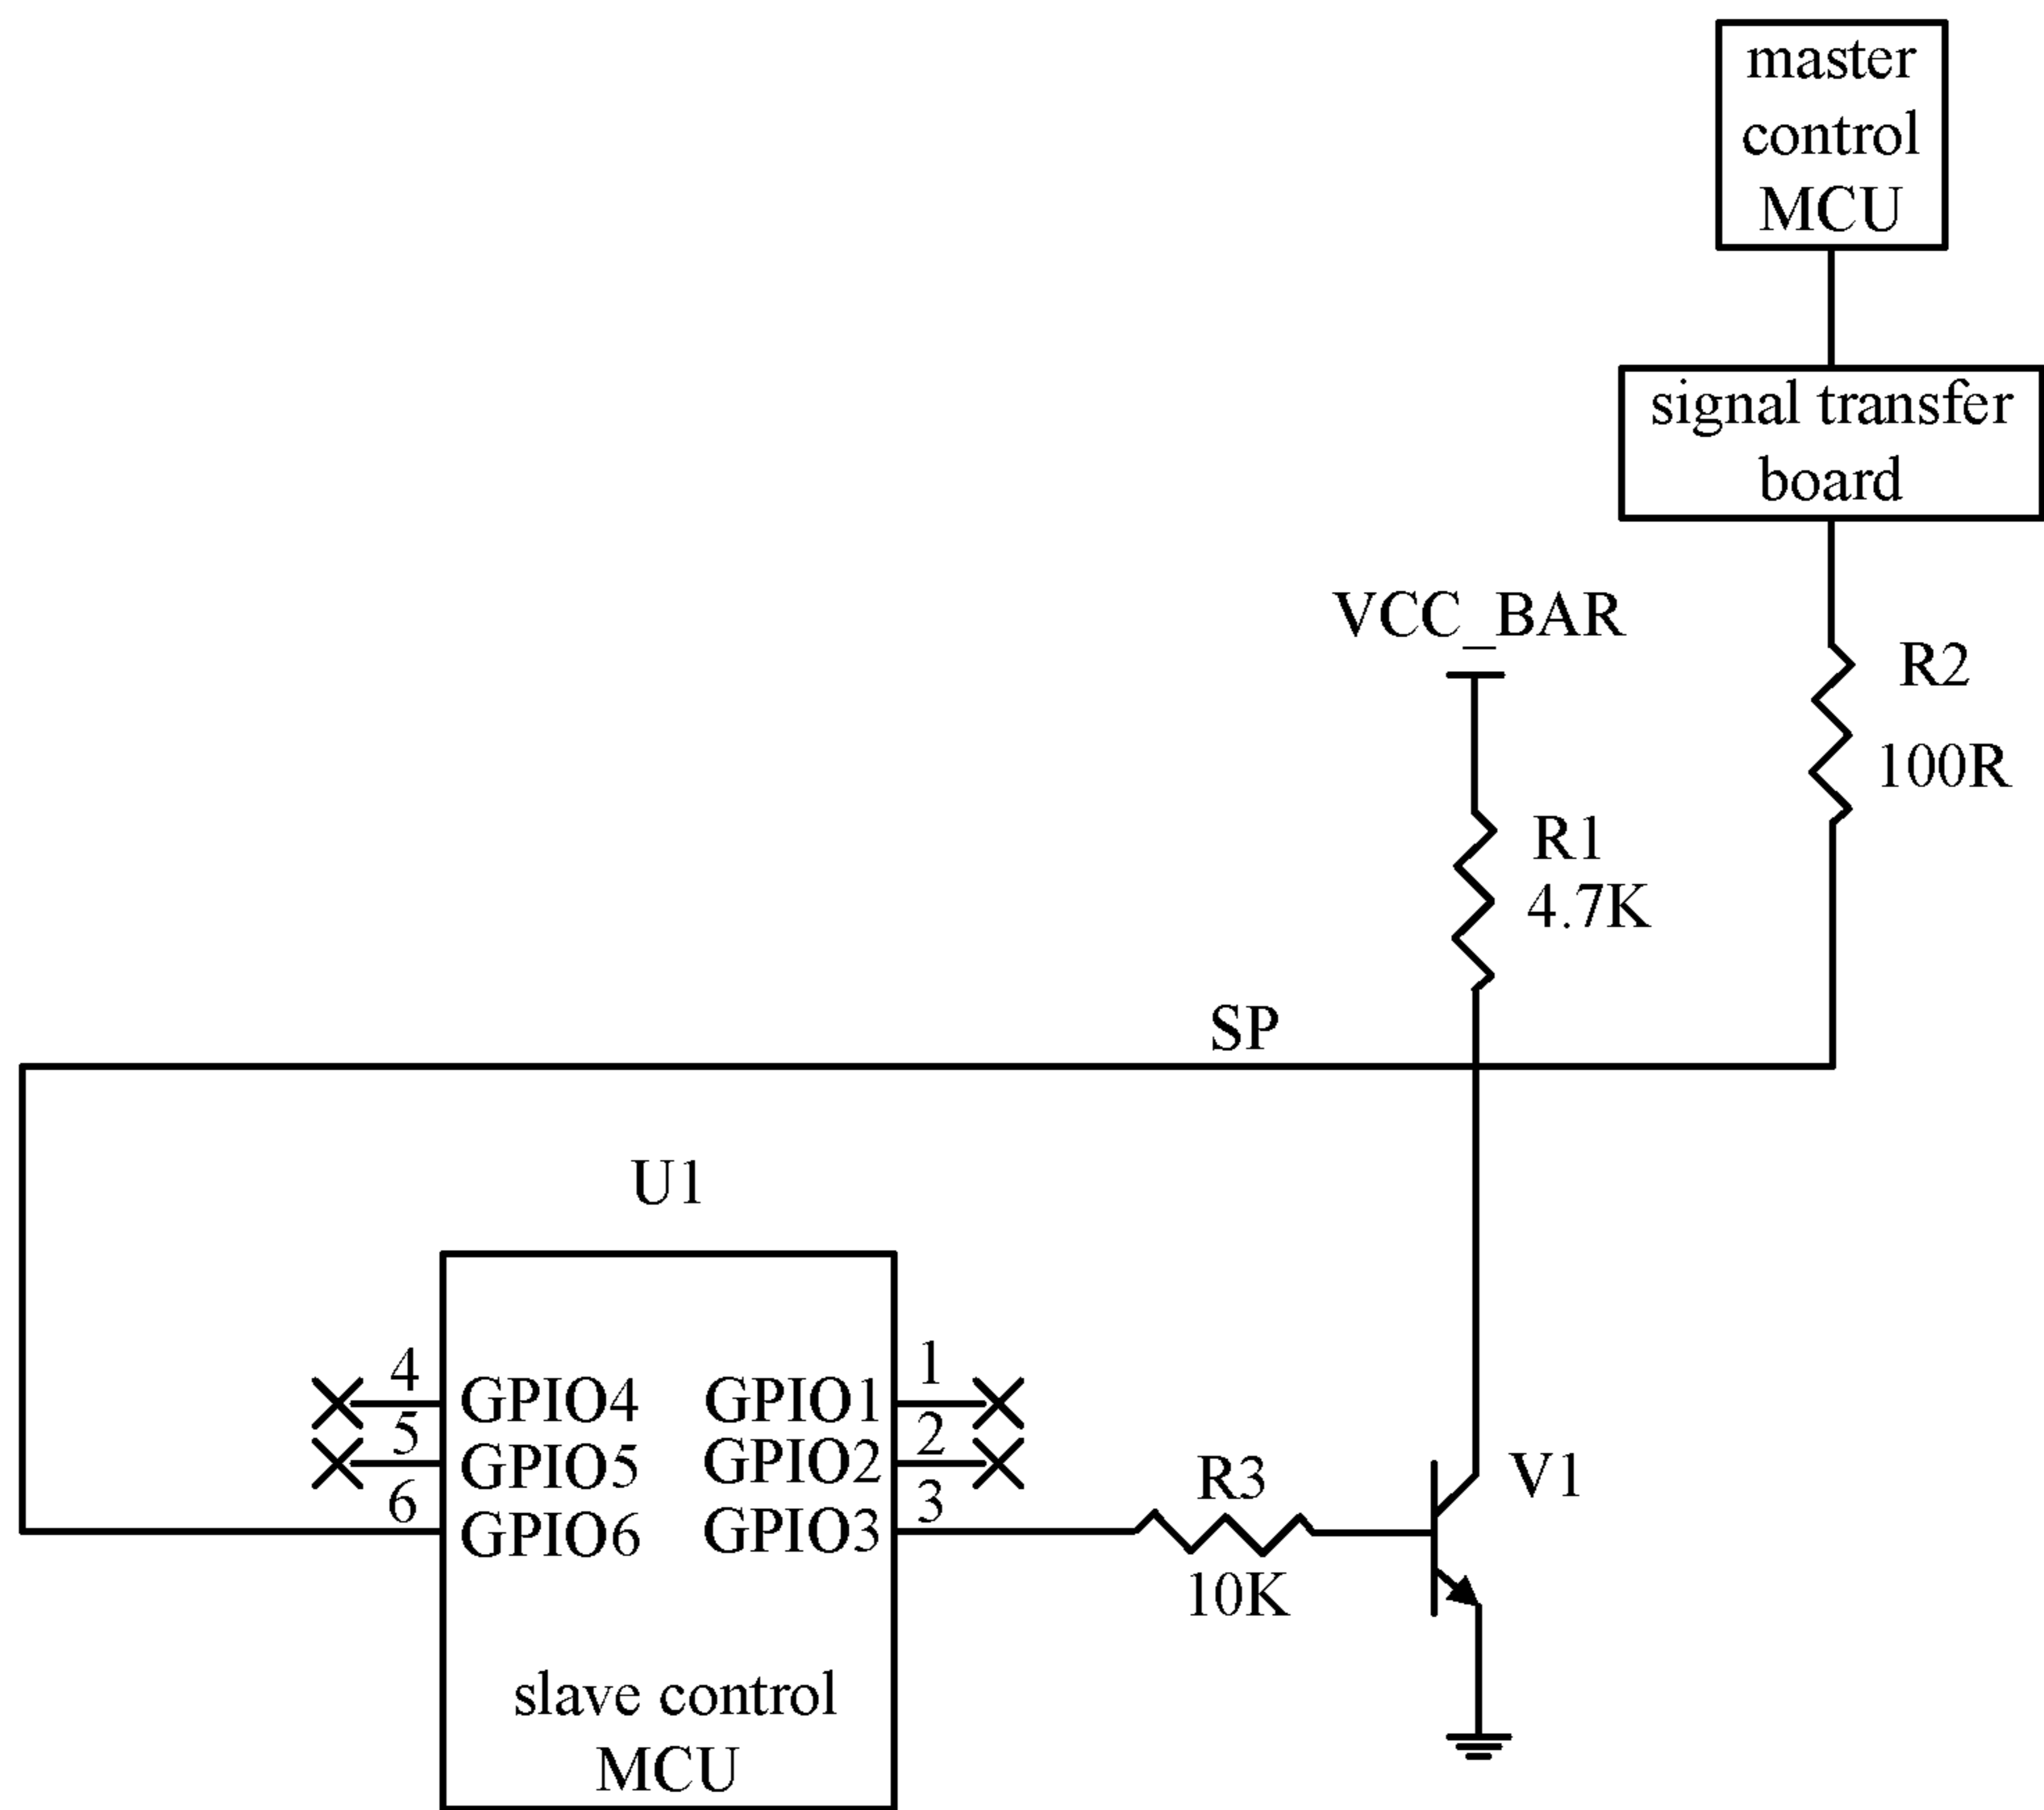 master
control
MCU
signal transfer
board
VCC_BAR
R2
100R
R1
4.7K
SP
U1
4
GPIO4
GPIO1
1
5
GPIO5
GPIO2
2
6
GPIO6
GPIO3
3
R3
10K
V1
slave control
MCU